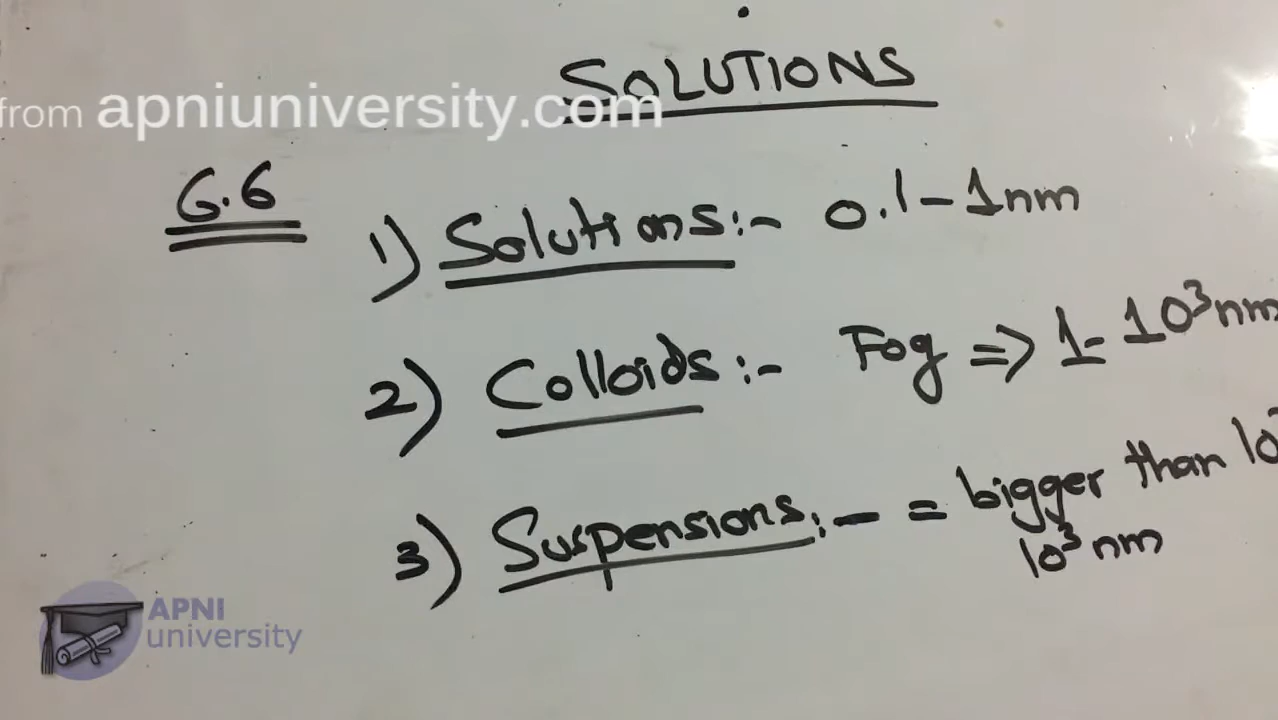 SOLUTIONS
from apniuniversity.com
6.6
1) Solutions:- 0.1-1nm
2) Colloids:- Fog => 1-10³nm
3) Suspensions:- = bigger than 10³
10³ nm
APNI
university